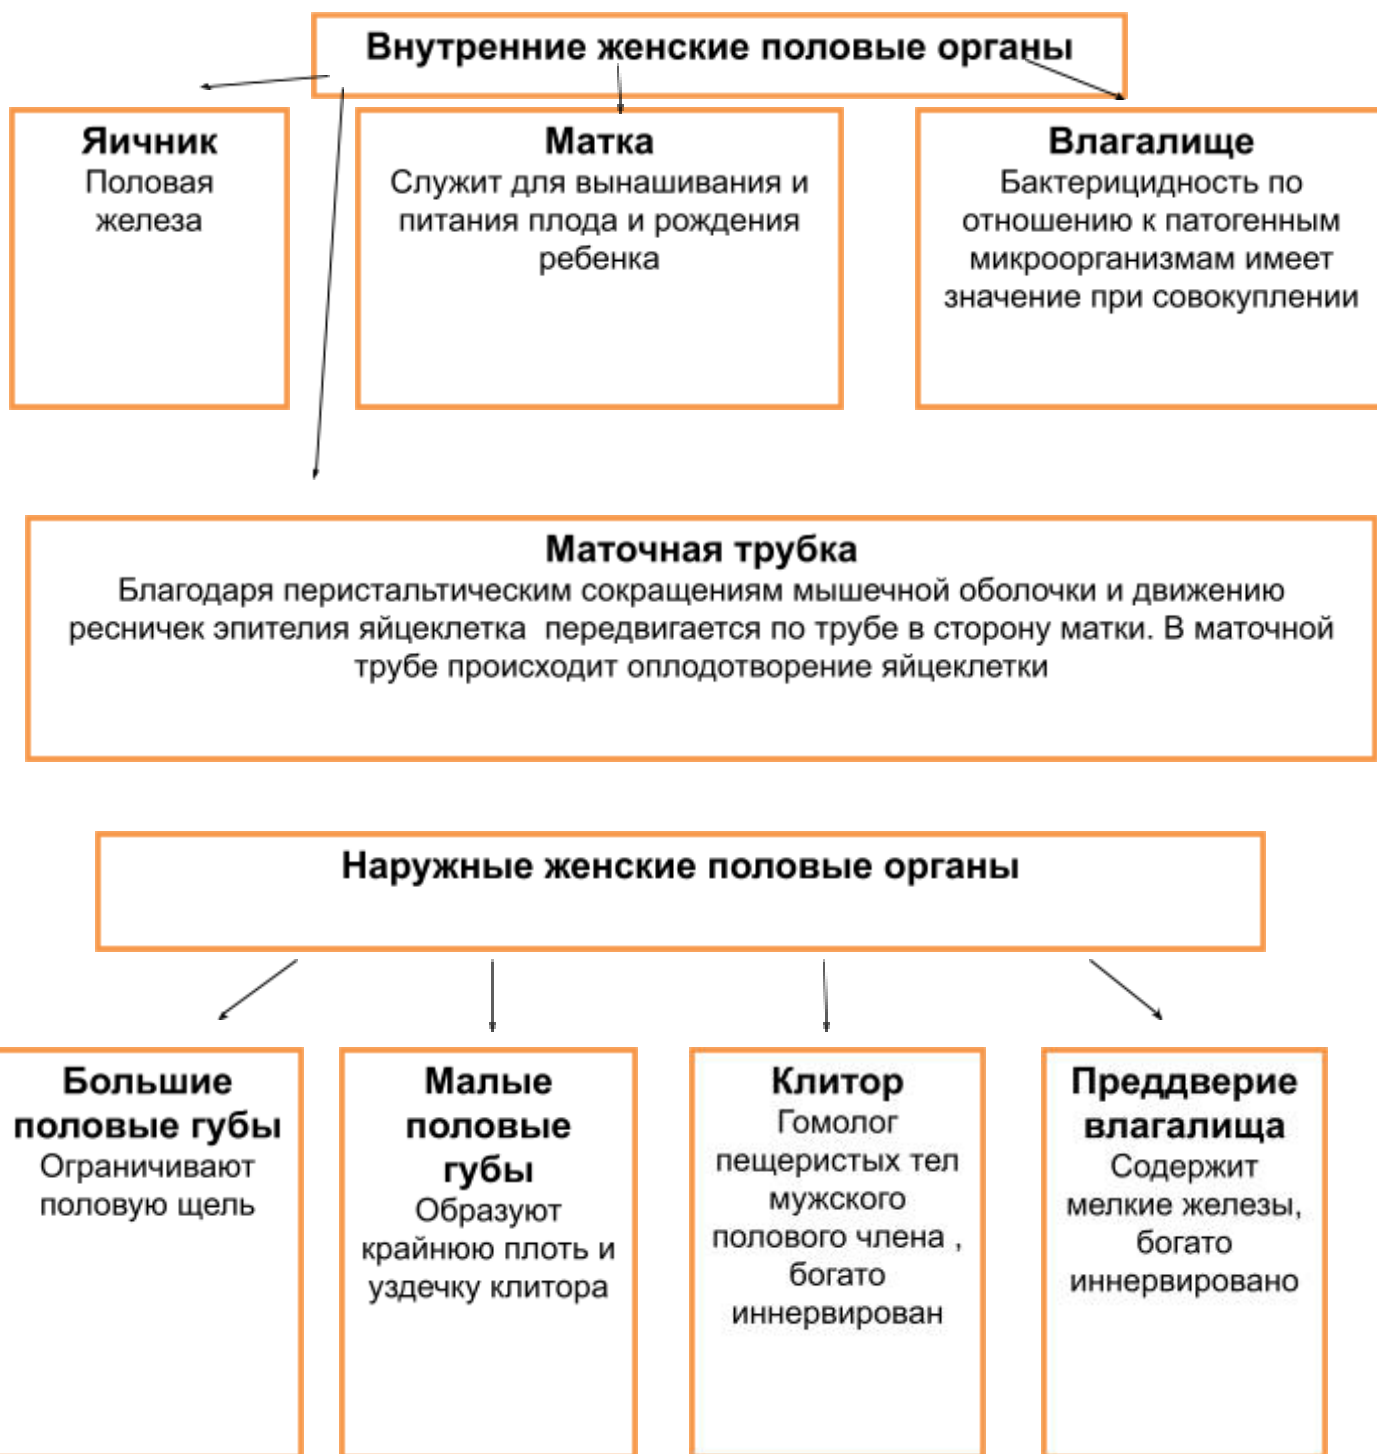 Внутренние женские половые органы
Яичник
Половая
железа
Матка
Служит для вынашивания и
питания плода и рождения
ребенка
Влагалище
Бактерицидность по
отношению к патогенным
микроорганизмам имеет
значение при совокуплении
Маточная трубка
Благодаря перистальтическим сокращениям мышечной оболочки и движению
ресничек эпителия яйцеклетка передвигается по трубе в сторону матки. В маточной
трубе происходит оплодотворение яйцеклетки
Наружные женские половые органы
Большие
половые губы
Ограничивают
половую щель
Малые
половые
губы
Образуют
крайнюю плоть и
уздечку клитора
Клитор
Гомолог
пещеристых тел
мужского
полового члена ,
богато
иннервирован
Преддверие
влагалища
Содержит
мелкие железы,
богато
иннервировано